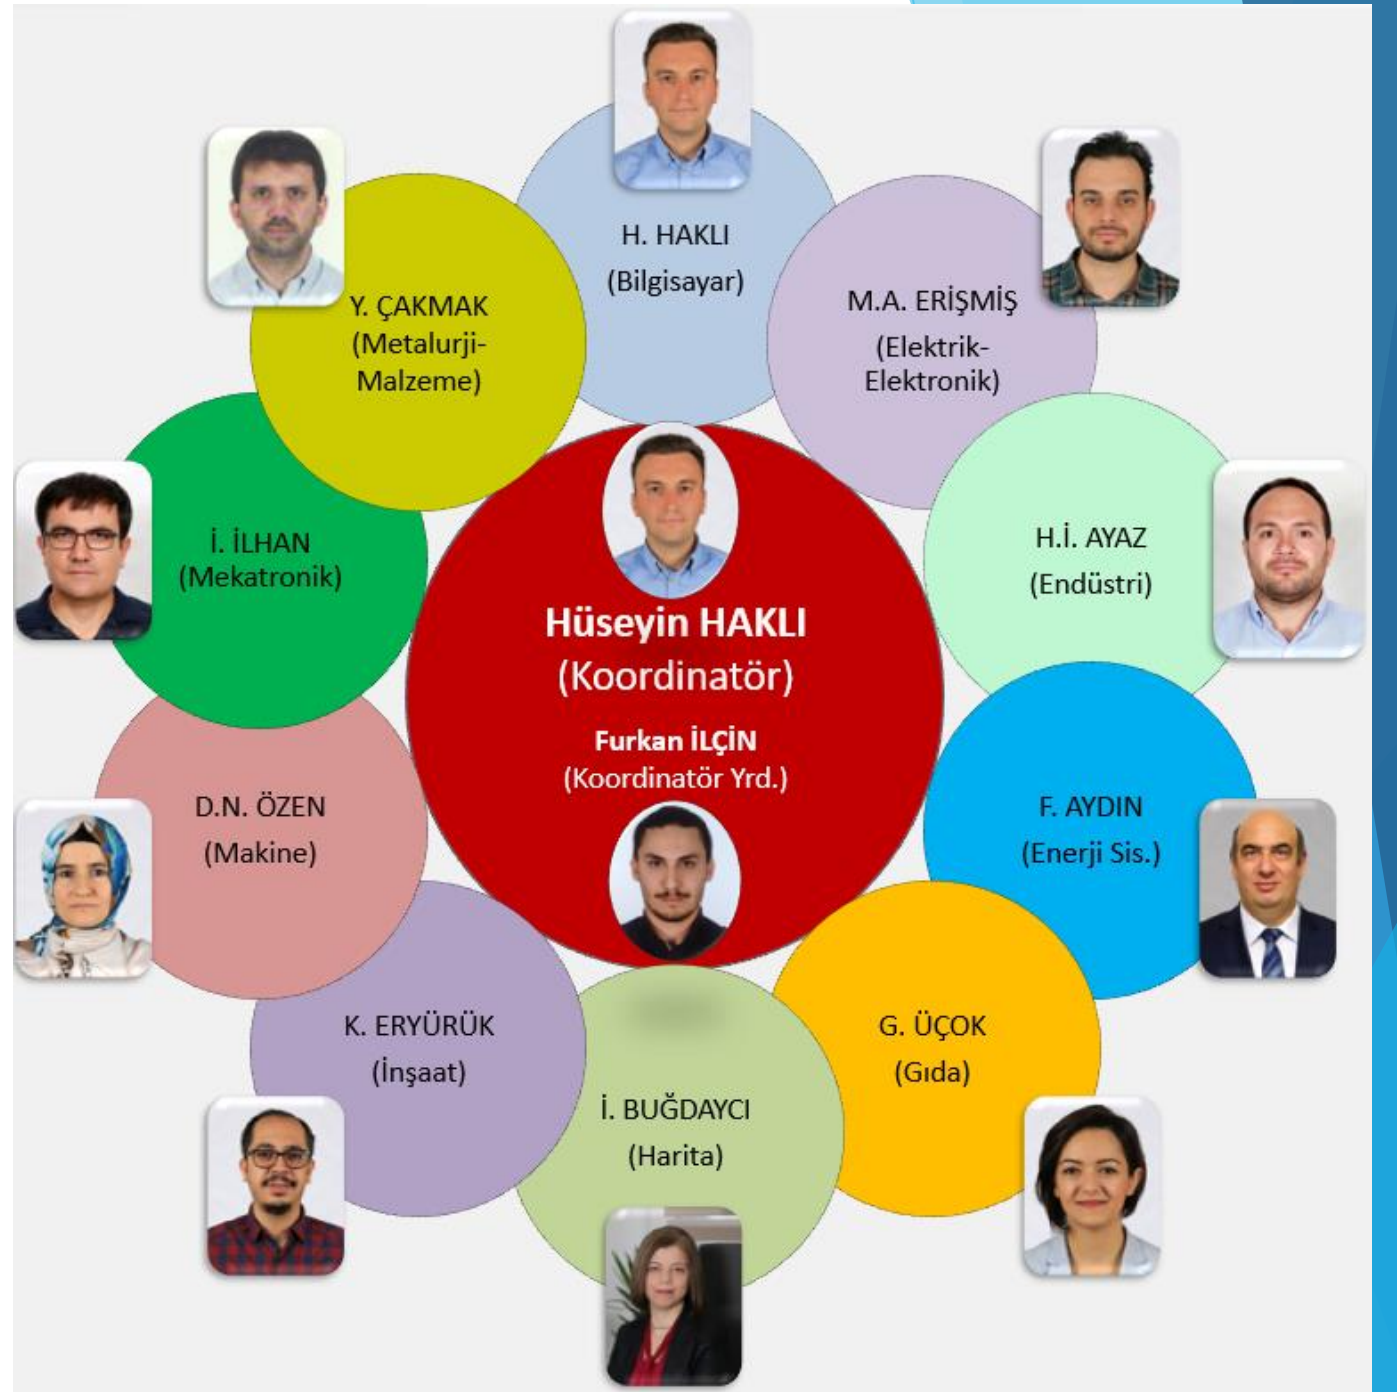 H. HAKLI
(Bilgisayar)
M.A. ERİŞMİŞ
(Elektrik-
Elektronik)
H.İ. AYAZ
(Endüstri)
F. AYDIN
(Enerji Sis.)
G. ÜÇOK
(Gıda)
İ. BUĞDAYCI
(Harita)
K. ERYÜRÜK
(İnşaat)
D.N. ÖZEN
(Makine)
İ. İLHAN
(Mekatronik)
Y. ÇAKMAK
(Metalurji-
Malzeme)
Hüseyin HAKLI
(Koordinatör)
Furkan İLÇİN
(Koordinatör Yrd.)